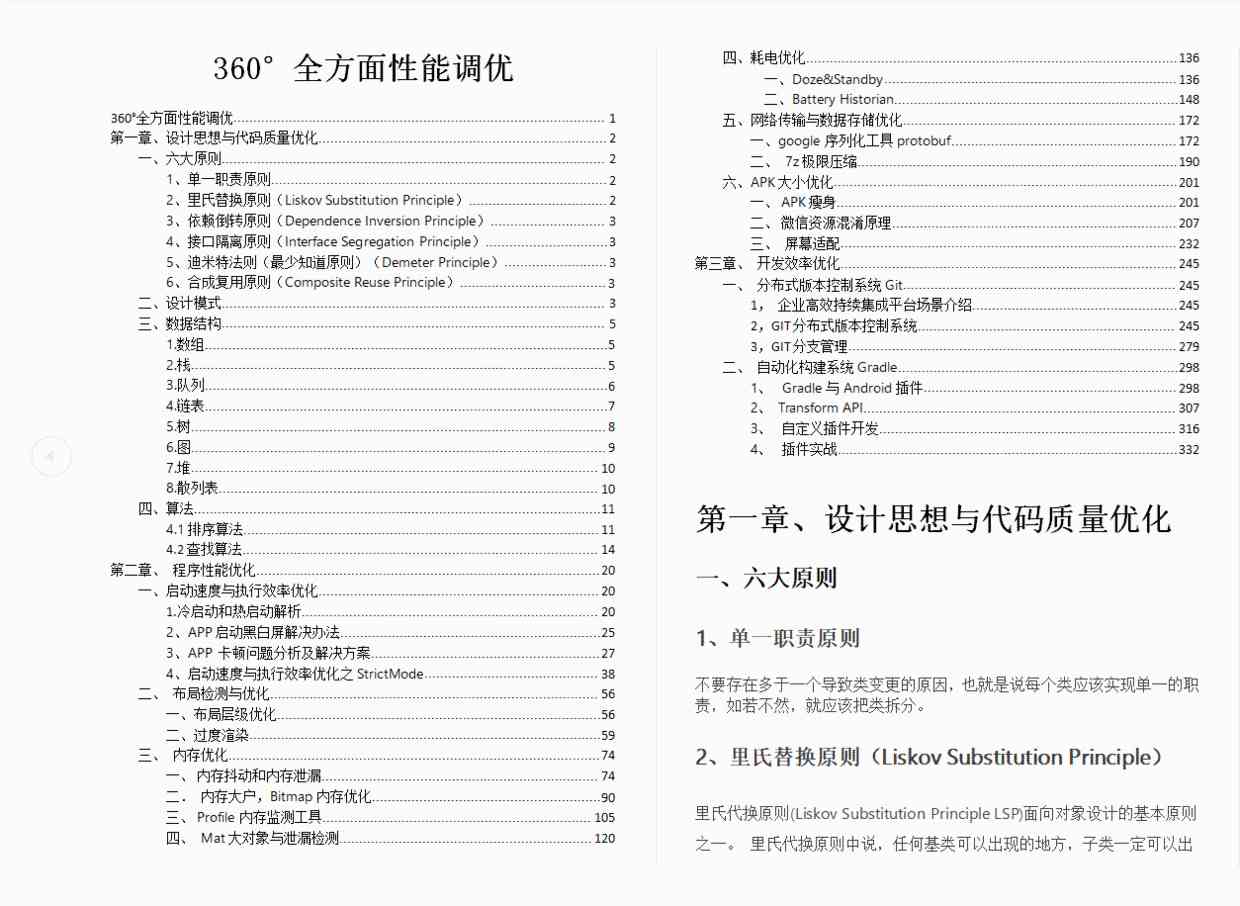 360°全方面性能调优
360°全方面性能调优 1
第一章、设计思想与代码质量优化 2
一、六大原则 2
1、单一职责原则 2
2、里氏替换原则（Liskov Substitution Principle） 2
3、依赖倒转原则（Dependence Inversion Principle） 3
4、接口隔离原则（Interface Segregation Principle） 3
5、迪米特法则（最少知道原则）（Demeter Principle） 3
6、合成复用原则（Composite Reuse Principle） 3
二、设计模式 3
三、数据结构 5
1.数组 5
2.栈 5
3.队列 6
4.链表 7
5.树 8
6.图 9
7.堆 10
8.散列表 10
四、算法 11
4.1 排序算法 11
4.2 查找算法 14
第二章、 程序性能优化 20
一、启动速度与执行效率优化 20
1.冷启动和热启动解析 20
2、APP 启动黑白屏解决办法 25
3、APP 卡顿问题分析及解决方案 27
4、启动速度与执行效率优化之 StrictMode 38
二、 布局检测与优化 56
一、布局层级优化 56
二、过度渲染 59
三、 内存优化 74
一、 内存抖动和内存泄漏 74
二． 内存大户，Bitmap 内存优化 90
三、 Profile 内存监测工具 105
四、 Mat 大对象与泄漏检测 120
四、耗电优化 136
一、Doze&Standby 136
二、Battery Historian 148
五、网络传输与数据存储优化 172
一、google 序列化工具 protobuf 172
二、 7z 极限压缩 190
六、APK 大小优化 201
一、 APK 瘦身 201
二、微信资源混淆原理 207
三、 屏幕适配 232
第三章、 开发效率优化 245
一、 分布式版本控制系统 Git 245
1， 企业高效持续集成平台场景介绍 245
2，GIT 分布式版本控制系统 245
3，GIT 分支管理 279
二、 自动化构建系统 Gradle 298
1、 Gradle 与 Android 插件 298
2、 Transform API 307
3、 自定义插件开发 316
4、 插件实战 332
第一章、设计思想与代码质量优化
一、六大原则
1、单一职责原则
不要存在多于一个导致类变更的原因，也就是说每个类应该实现单一的职
责，如若不然，就应该把类拆分。
2、里氏替换原则（Liskov Substitution Principle）
里氏代换原则(Liskov Substitution Principle LSP)面向对象设计的基本原则
之一。 里氏代换原则中说，任何基类可以出现的地方，子类一定可以出